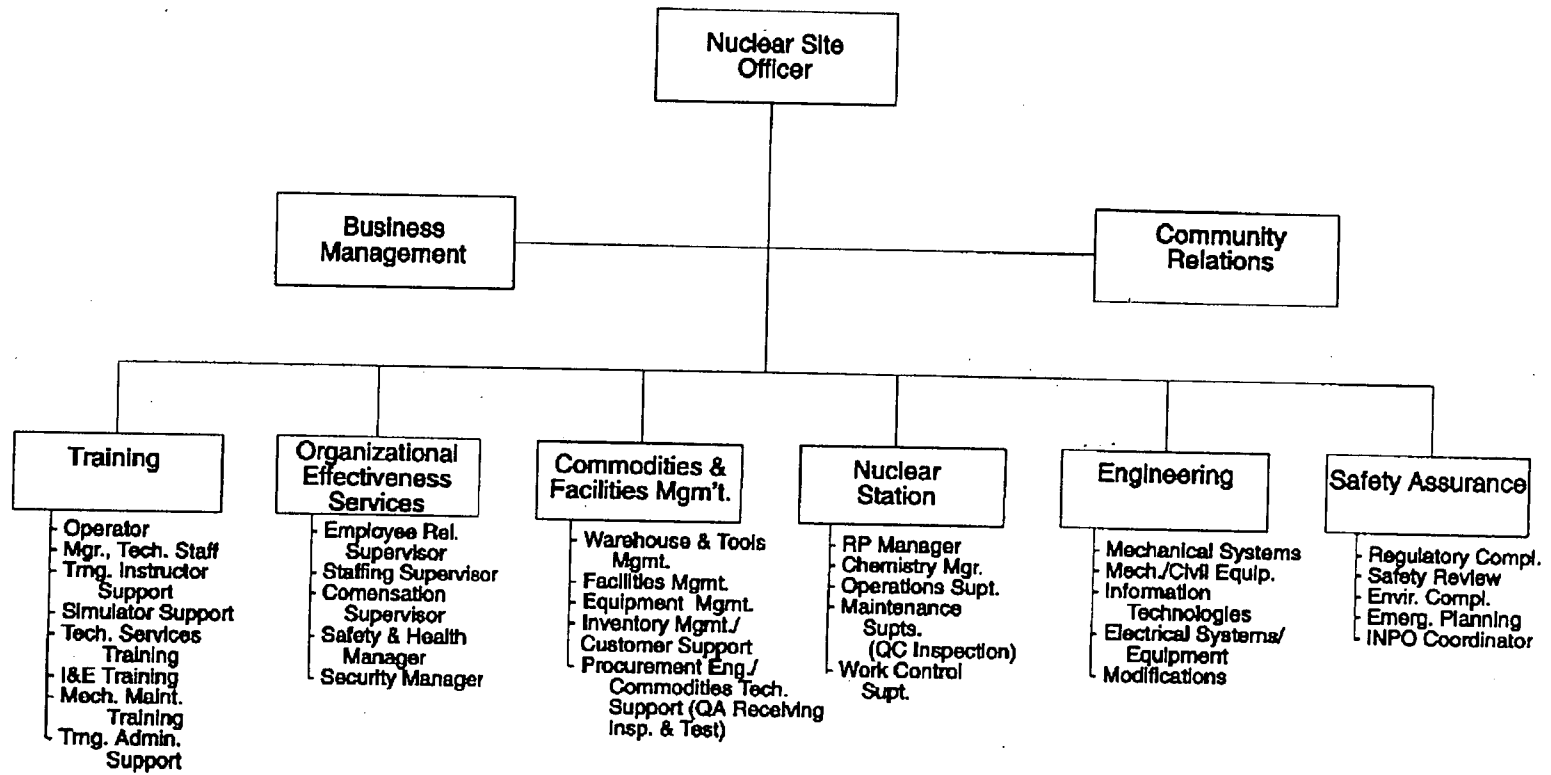 Nuclear Site
Officer
Business
Management
Community
Relations
Training
Operator
Mgr., Tech. Staff
Trng. Instructor
Support
Simulator Support
Tech. Services
Training
I&E Training
Mech. Maint.
Training
Trng. Admin.
Support
Organizational
Effectiveness
Services
Employee Rel.
Supervisor
Staffing Supervisor
Comensation
Supervisor
Safety & Health
Manager
Security Manager
Commodities &
Facilities Mgm't.
Warehouse & Tools
Mgmt.
Facilities Mgmt.
Equipment Mgmt.
Inventory Mgmt./
Customer Support
Procurement Eng./
Commodities Tech.
Support (QA Receiving
Insp. & Test)
Nuclear
Station
RP Manager
Chemistry Mgr.
Operations Supt.
Maintenance
Supts.
(QC Inspection)
Work Control
Supt.
Engineering
Mechanical Systems
Mech./Civil Equip.
Information
Technologies
Electrical Systems/
Equipment
Modifications
Safety Assurance
Regulatory Compl.
Safety Review
Envir. Compl.
Emerg. Planning
INPO Coordinator